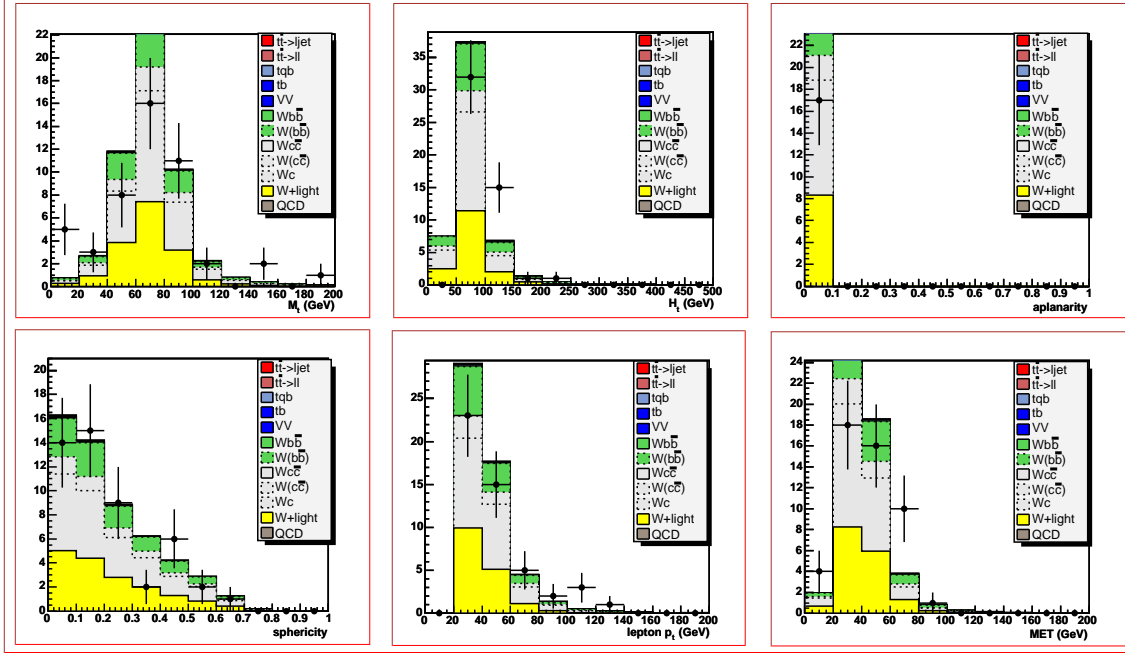 22
20
18
16
14
12
10
8
6
4
2
0
tt̄->ljet
tt̄->ll
tqb
tb
VV
Wbb̄
W(bb̄)
Wcc̄
W(cc̄)
Wc
W+light
QCD
0 20 40 60 80 100 120 140 160 180 200
M_t (GeV)
35
30
25
20
15
10
5
0
tt̄->ljet
tt̄->ll
tqb
tb
VV
Wbb̄
W(bb̄)
Wcc̄
W(cc̄)
Wc
W+light
QCD
0 50 100 150 200 250 300 350 400 450 500
H_t (GeV)
22
20
18
16
14
12
10
8
6
4
2
0
tt̄->ljet
tt̄->ll
tqb
tb
VV
Wbb̄
W(bb̄)
Wcc̄
W(cc̄)
Wc
W+light
QCD
0 0.1 0.2 0.3 0.4 0.5 0.6 0.7 0.8 0.9 1
aplanarity
20
18
16
14
12
10
8
6
4
2
0
tt̄->ljet
tt̄->ll
tqb
tb
VV
Wbb̄
W(bb̄)
Wcc̄
W(cc̄)
Wc
W+light
QCD
0 0.1 0.2 0.3 0.4 0.5 0.6 0.7 0.8 0.9 1
sphericity
25
20
15
10
5
0
tt̄->ljet
tt̄->ll
tqb
tb
VV
Wbb̄
W(bb̄)
Wcc̄
W(cc̄)
Wc
W+light
QCD
0 20 40 60 80 100 120 140 160 180 200
lepton p_t (GeV)
24
22
20
18
16
14
12
10
8
6
4
2
0
tt̄->ljet
tt̄->ll
tqb
tb
VV
Wbb̄
W(bb̄)
Wcc̄
W(cc̄)
Wc
W+light
QCD
0 20 40 60 80 100 120 140 160 180 200
MET (GeV)